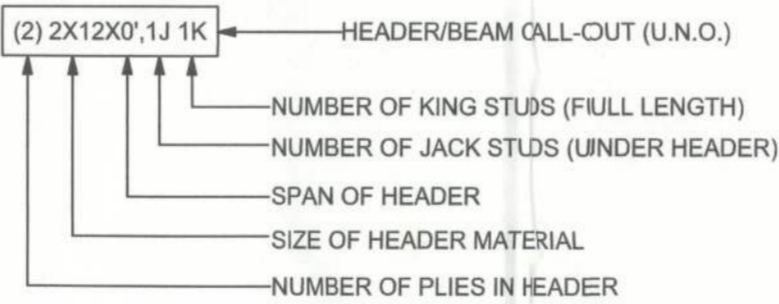 (2) 2X12X0',1J 1K HEADER/BEAM CALL-OUT (U.N.O.)
NUMBER OF KING STUDS (FULL LENGTH)
NUMBER OF JACK STUDS (UNDER HEADER)
SPAN OF HEADER
SIZE OF HEADER MATERIAL
NUMBER OF PLIES IN HEADER